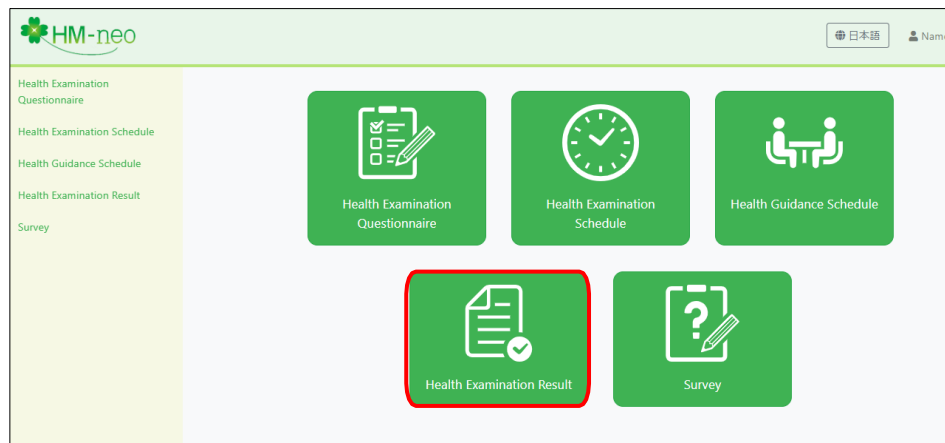 HM-neo
日本語
Name
Health Examination
Questionnaire
Health Examination Schedule
Health Guidance Schedule
Health Examination Result
Survey
Health Examination
Questionnaire
Health Examination
Schedule
Health Guidance Schedule
Health Examination Result
Survey